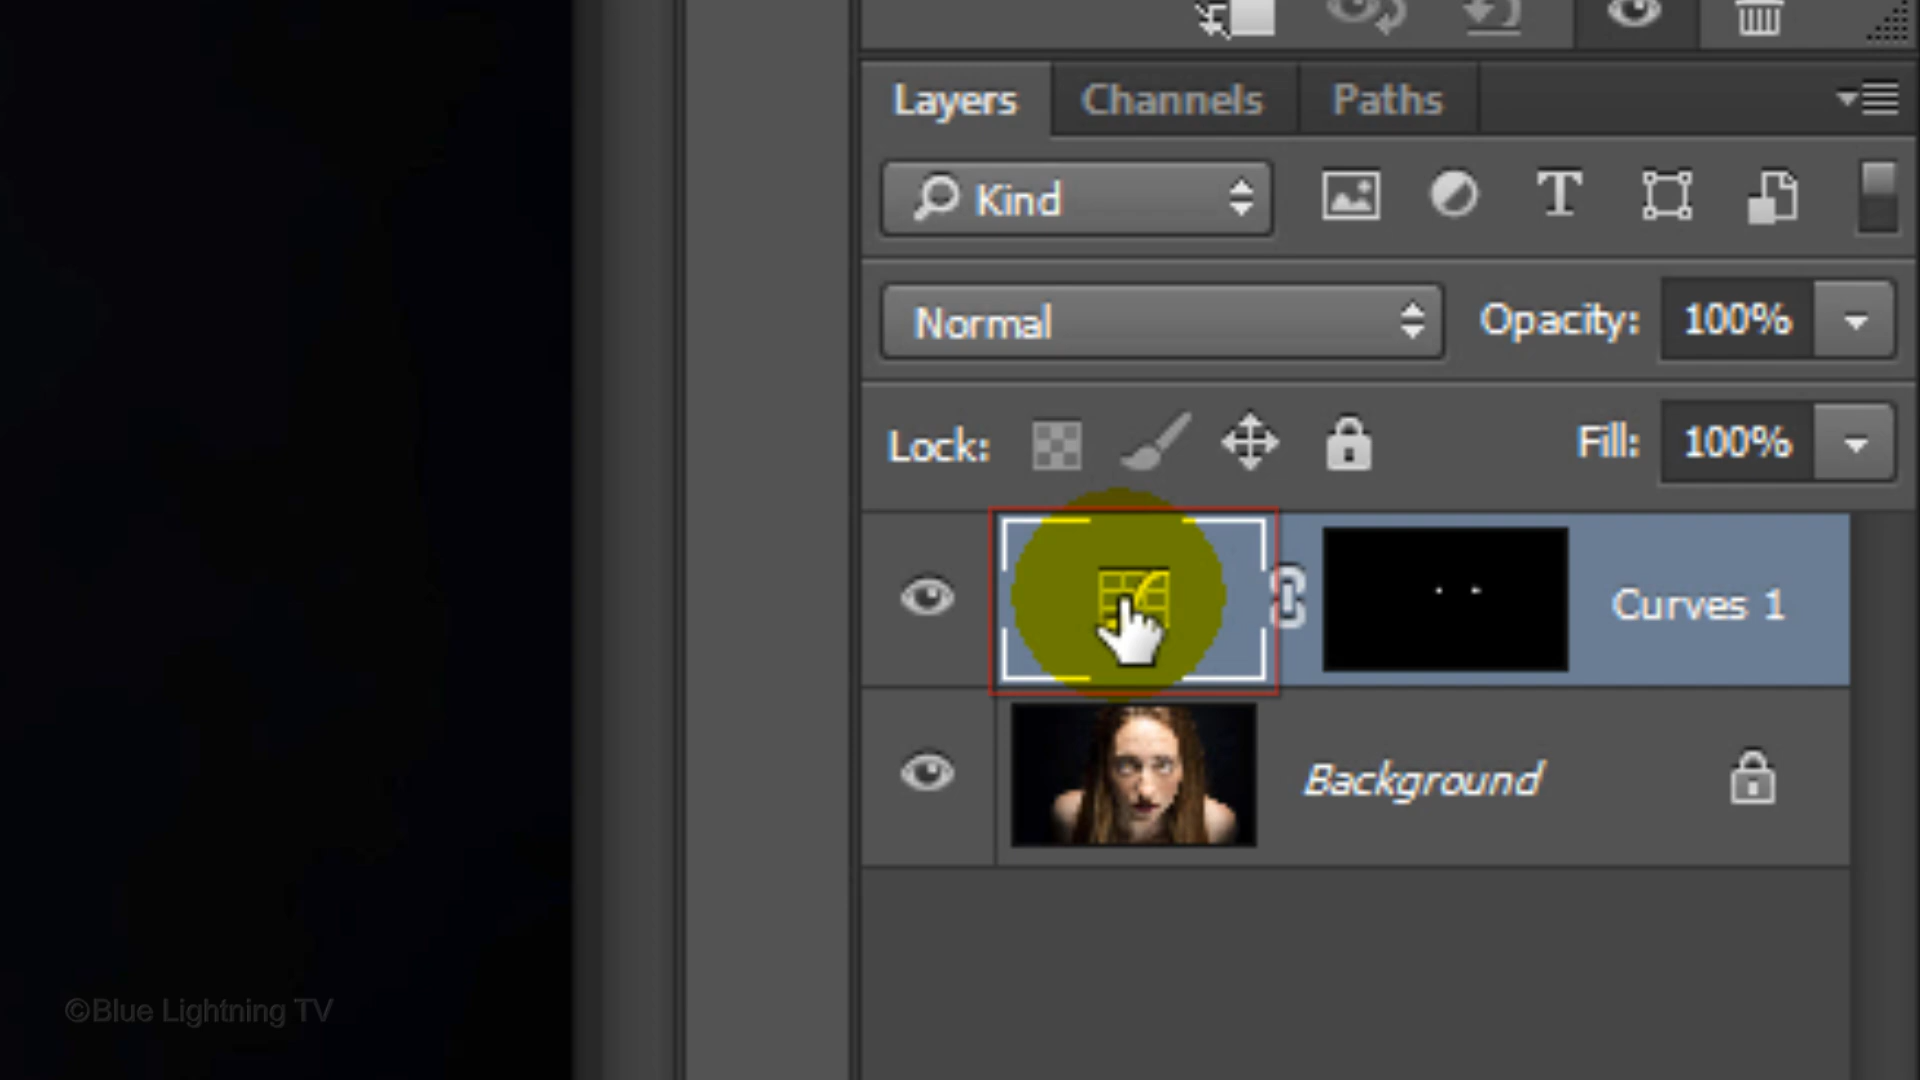 Layers Channels Paths
Kind T
Normal Opacity: 100%
Lock: Fill: 100%
Curves 1
Background
©Blue Lightning TV